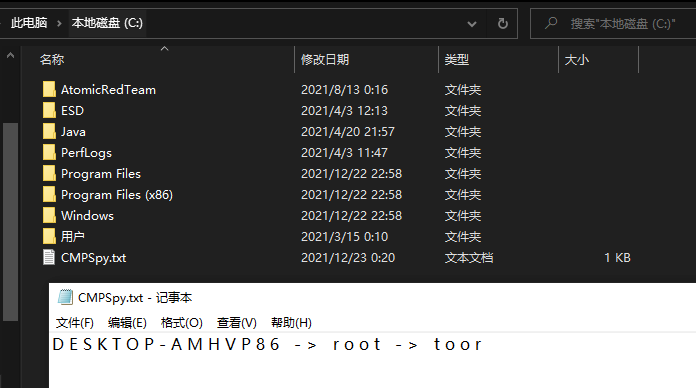 此电脑 > 本地磁盘 (C:)
搜索"本地磁盘 (C:)"
名称 修改日期 类型 大小
AtomicRedTeam 2021/8/13 0:16 文件夹
ESD 2021/4/3 12:13 文件夹
Java 2021/4/20 21:57 文件夹
PerfLogs 2021/4/3 11:47 文件夹
Program Files 2021/12/22 22:58 文件夹
Program Files (x86) 2021/12/22 22:58 文件夹
Windows 2021/12/22 22:58 文件夹
用户 2021/3/15 0:10 文件夹
CMPSpy.txt 2021/12/23 0:20 文本文档 1 KB
CMPSpy.txt - 记事本
文件(F) 编辑(E) 格式(O) 查看(V) 帮助(H)
DESKTOP-AMHVP86 -> root -> toor